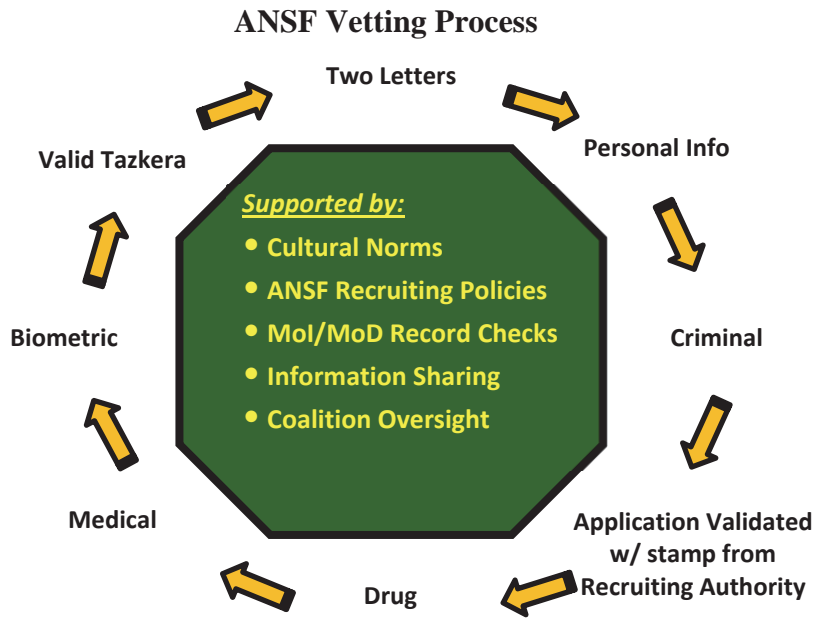 ANSF Vetting Process
Two Letters
Personal Info
Criminal
Application Validated
w/ stamp from
Recruiting Authority
Drug
Medical
Biometric
Valid Tazkera
Supported by:
• Cultural Norms
• ANSF Recruiting Policies
• MoI/MoD Record Checks
• Information Sharing
• Coalition Oversight